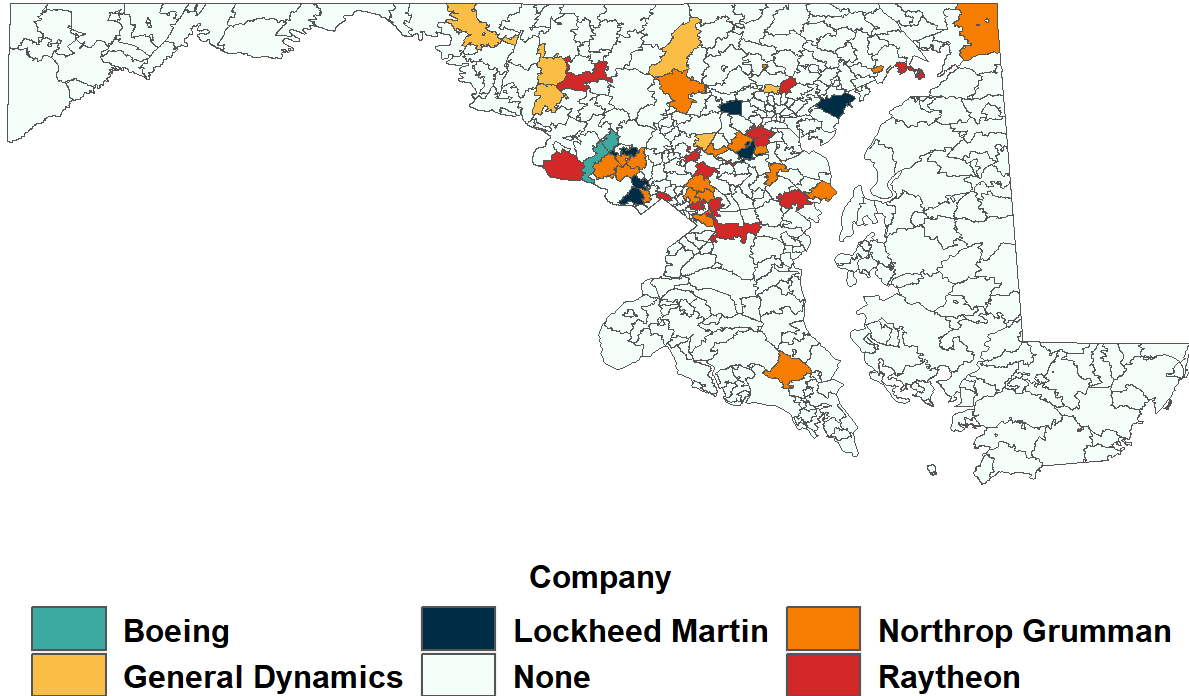 Company
Boeing Lockheed Martin Northrop Grumman
General Dynamics None Raytheon